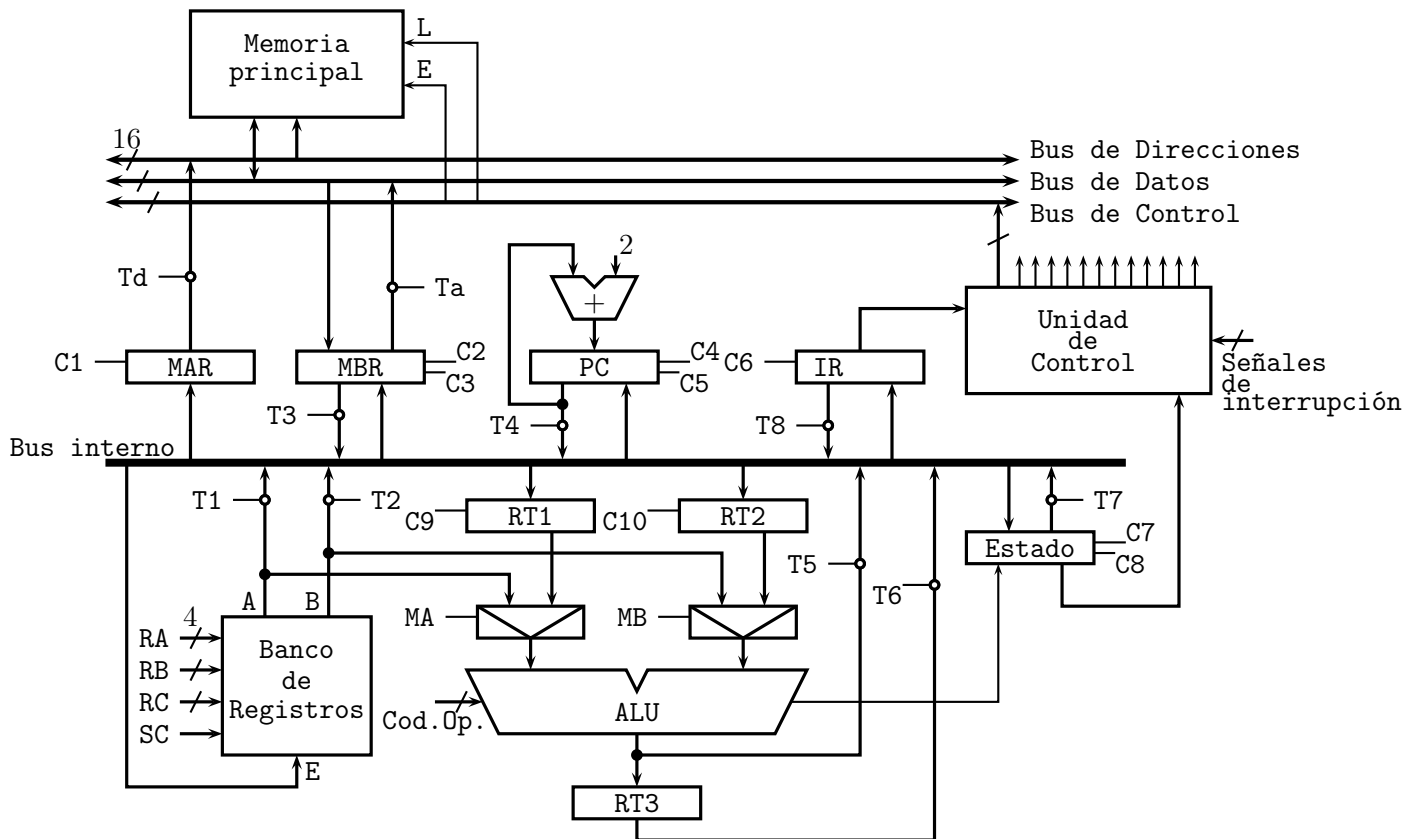 Memoria
principal
L
E
16
Bus de Direcciones
Bus de Datos
Bus de Control
Td
Ta
2
+
C1
MAR
MBR
C2
C3
PC
C4
C5
C6
IR
Unidad
de
Control
Señales
de
interrupción
T3
T4
T8
Bus interno
T1
T2
C9
RT1
C10
RT2
T7
Estado
C7
C8
T5
T6
A
B
MA
MB
RA
4
RB
RC
SC
Banco
de
Registros
E
Cod.Op.
ALU
RT3